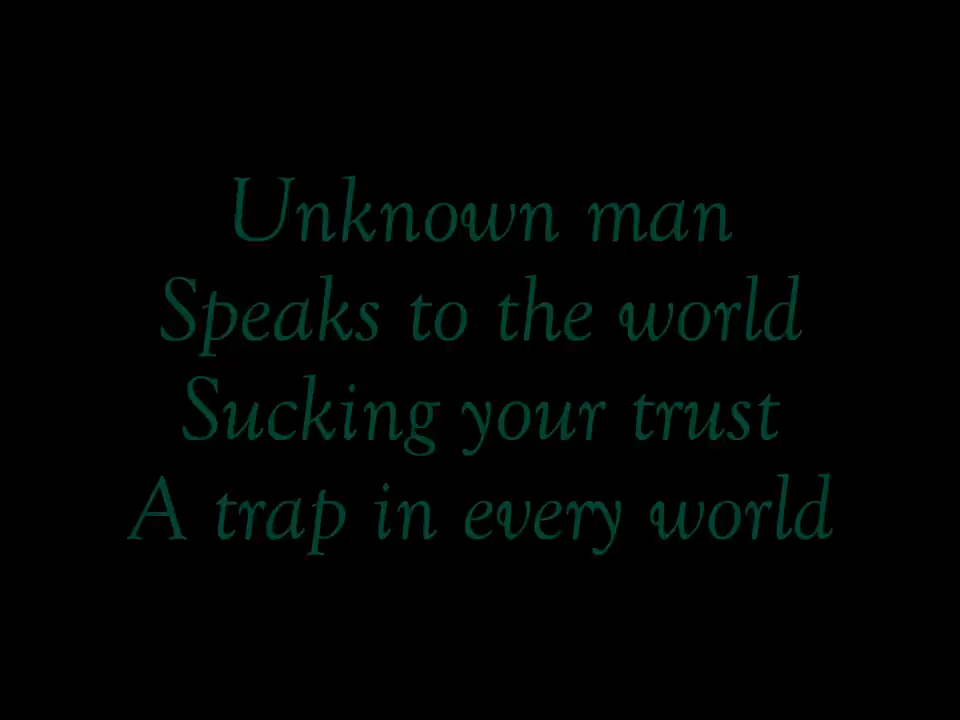 Unknown man
Speaks to the world
Sucking your trust
A trap in every world